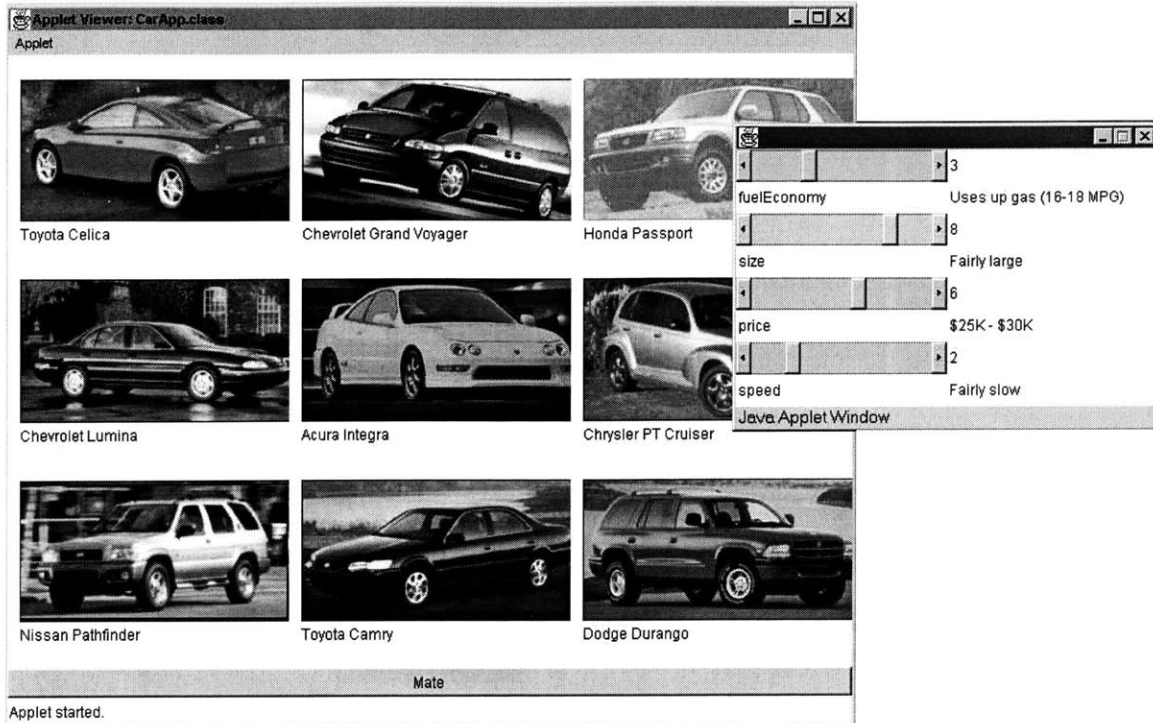 Applet Viewer: CarApp.class
Applet
Toyota Celica
Chevrolet Grand Voyager
Honda Passport
Chevrolet Lumina
Acura Integra
Chrysler PT Cruiser
Nissan Pathfinder
Toyota Camry
Dodge Durango
Mate
Applet started.
3
fuelEconomy
Uses up gas (16-18 MPG)
8
size
Fairly large
6
price
$25K - $30K
2
speed
Fairly slow
Java Applet Window